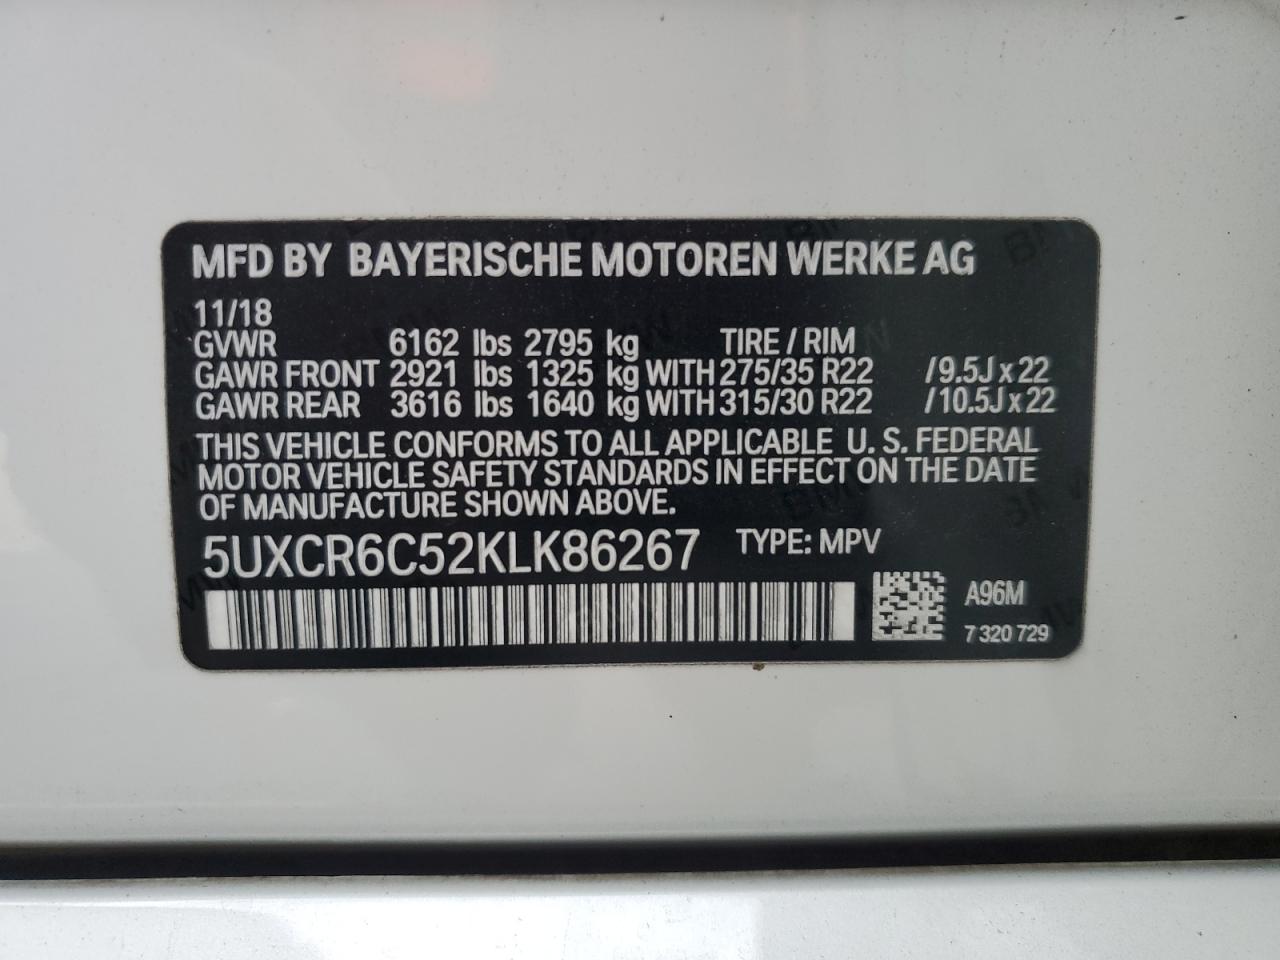 MFD BY BAYERISCHE MOTOREN WERKE AG
11/18
GVWR 6162 lbs 2795 kg TIRE / RIM
GAWR FRONT 2921 lbs 1325 kg WITH 275/35 R22 /9.5J x 22
GAWR REAR 3616 lbs 1640 kg WITH 315/30 R22 /10.5J x 22
THIS VEHICLE CONFORMS TO ALL APPLICABLE U. S. FEDERAL
MOTOR VEHICLE SAFETY STANDARDS IN EFFECT ON THE DATE
OF MANUFACTURE SHOWN ABOVE.
5UXCR6C52KLK86267 TYPE: MPV
A96M
7 320 729